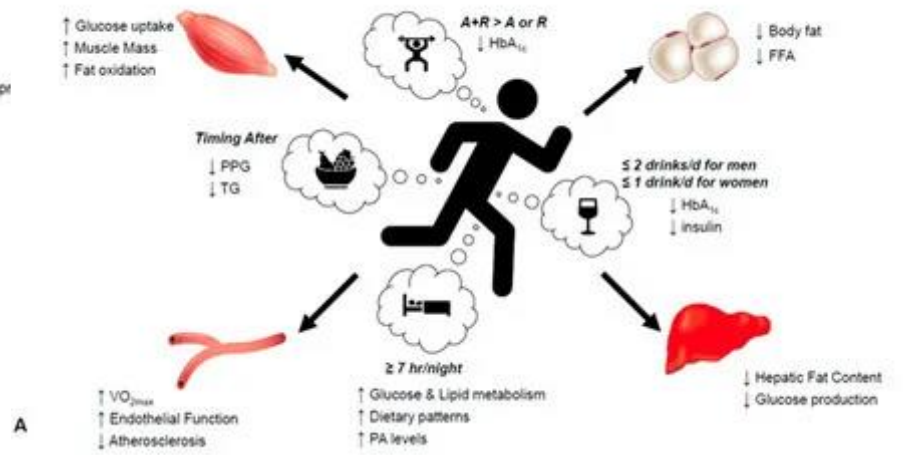 ↑ Glucose uptake
↑ Muscle Mass
↑ Fat oxidation
A+R > A or R
↓ HbA1c
↓ Body fat
↓ FFA
pr
Timing After
↓ PPG
↓ TG
≤ 2 drinks/d for men
≤ 1 drink/d for women
↓ HbA1c
↓ insulin
≥ 7 hr/night
↑ Glucose & Lipid metabolism
↑ Dietary patterns
↑ PA levels
↑ VO2max
↑ Endothelial Function
↓ Atherosclerosis
↓ Hepatic Fat Content
↓ Glucose production
A